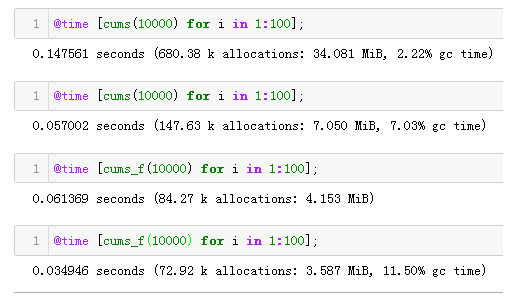 1 @time [cums(10000) for i in 1:100];
0.147561 seconds (680.38 k allocations: 34.081 MiB, 2.22% gc time)
1 @time [cums(10000) for i in 1:100];
0.057002 seconds (147.63 k allocations: 7.050 MiB, 7.03% gc time)
1 @time [cums_f(10000) for i in 1:100];
0.061369 seconds (84.27 k allocations: 4.153 MiB)
1 @time [cums_f(10000) for i in 1:100];
0.034946 seconds (72.92 k allocations: 3.587 MiB, 11.50% gc time)